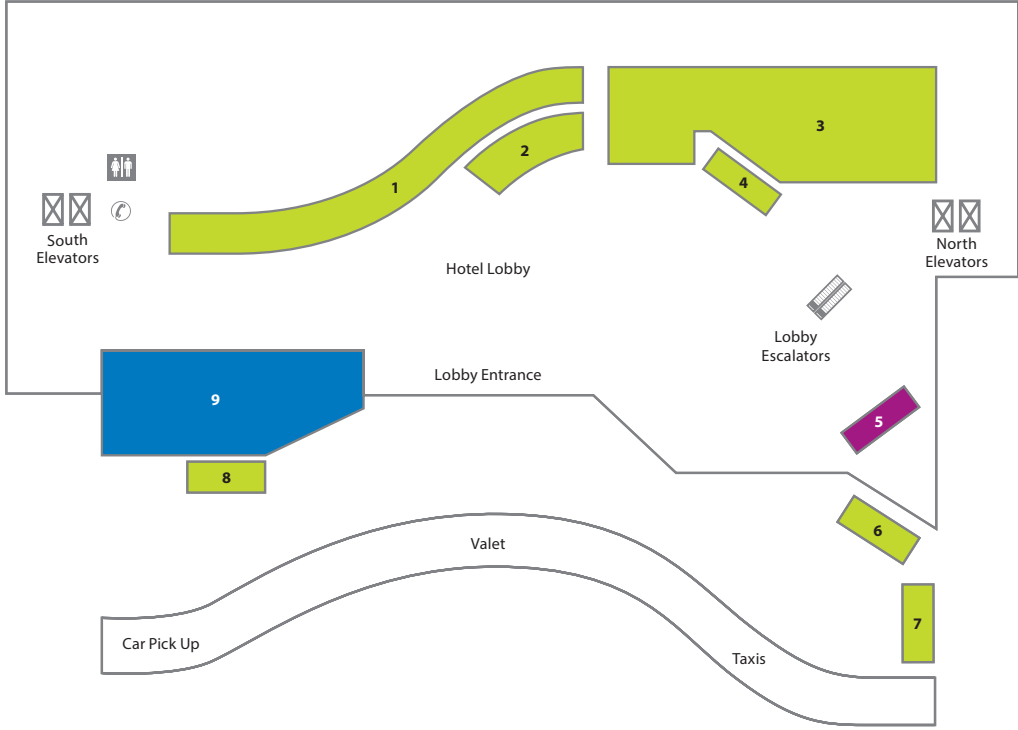 3
2
4
1
South
Elevators
North
Elevators
Hotel Lobby
Lobby
Escalators
Lobby Entrance
9
5
8
6
Valet
7
Car Pick Up
Taxis